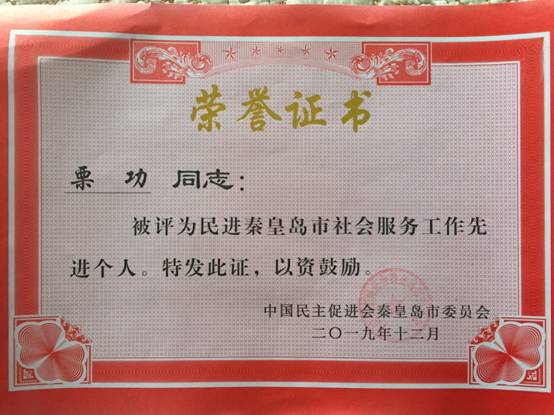 荣誉证书
栗 功 同志：
被评为民进秦皇岛市社会服务工作先
进个人。特发此证，以资鼓励。
中国民主促进会秦皇岛市委员会
二〇一九年十二月